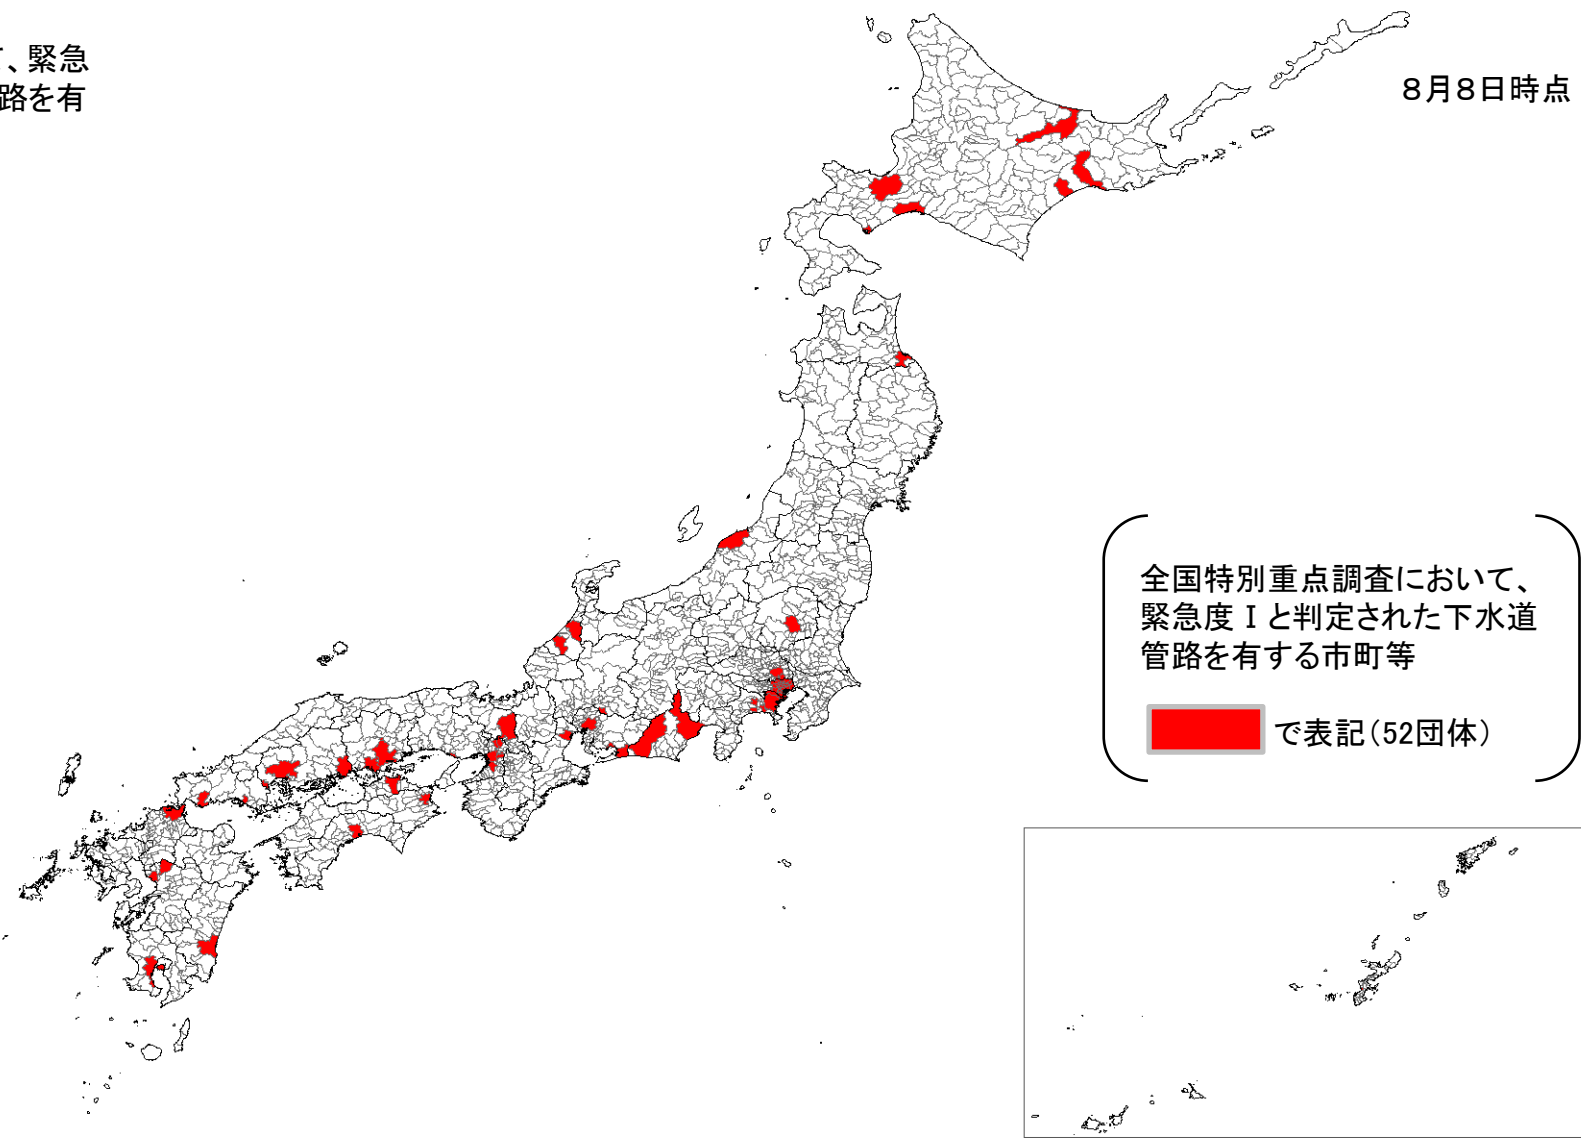 て、緊急
路を有
8月8日時点
全国特別重点調査において、
緊急度Ⅰと判定された下水道
管路を有する市町等
で表記(52団体)